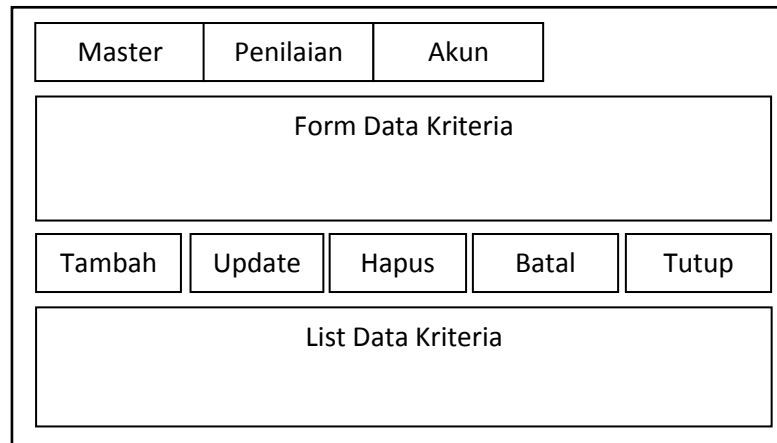 Master Penilaian Akun
Form Data Kriteria
Tambah Update Hapus Batal Tutup
List Data Kriteria